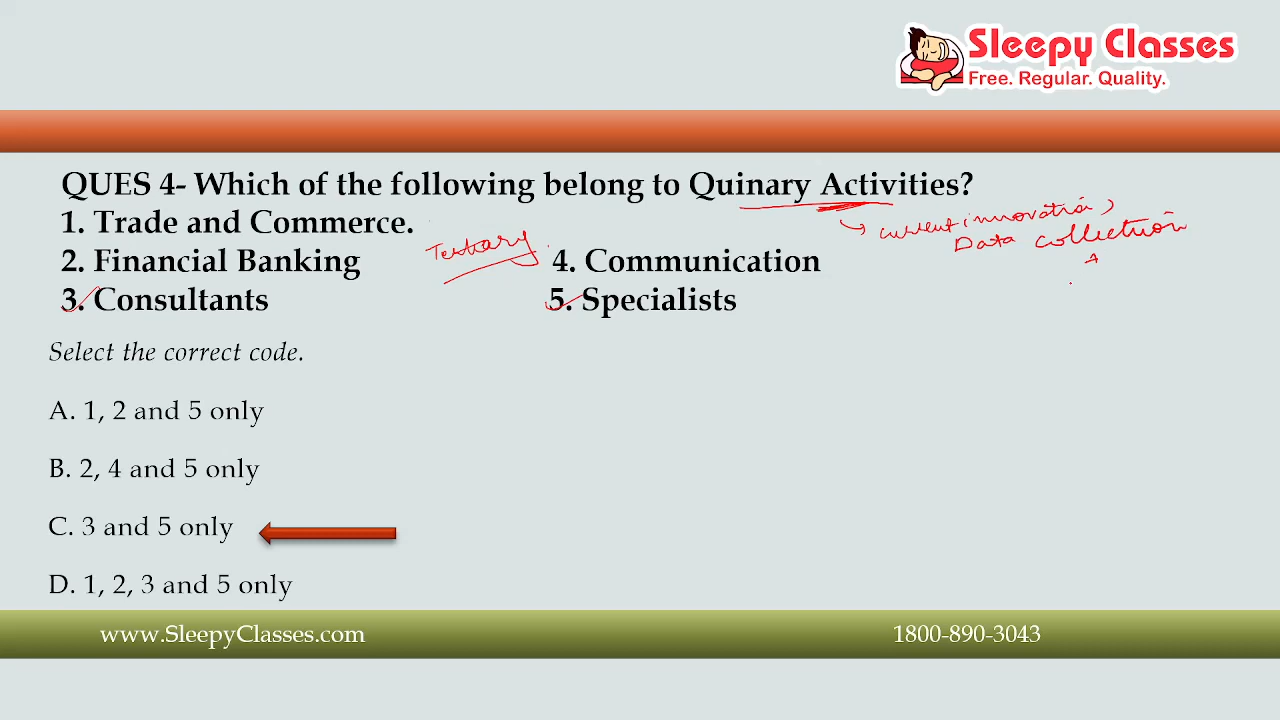 Sleepy Classes
Free. Regular. Quality.
QUES 4- Which of the following belong to Quinary Activities?
1. Trade and Commerce.
current innovation,
Data collection
+
Tertary
2. Financial Banking
4. Communication
3. Consultants
5. Specialists
Select the correct code.
A. 1, 2 and 5 only
B. 2, 4 and 5 only
C. 3 and 5 only
D. 1, 2, 3 and 5 only
www.SleepyClasses.com
1800-890-3043